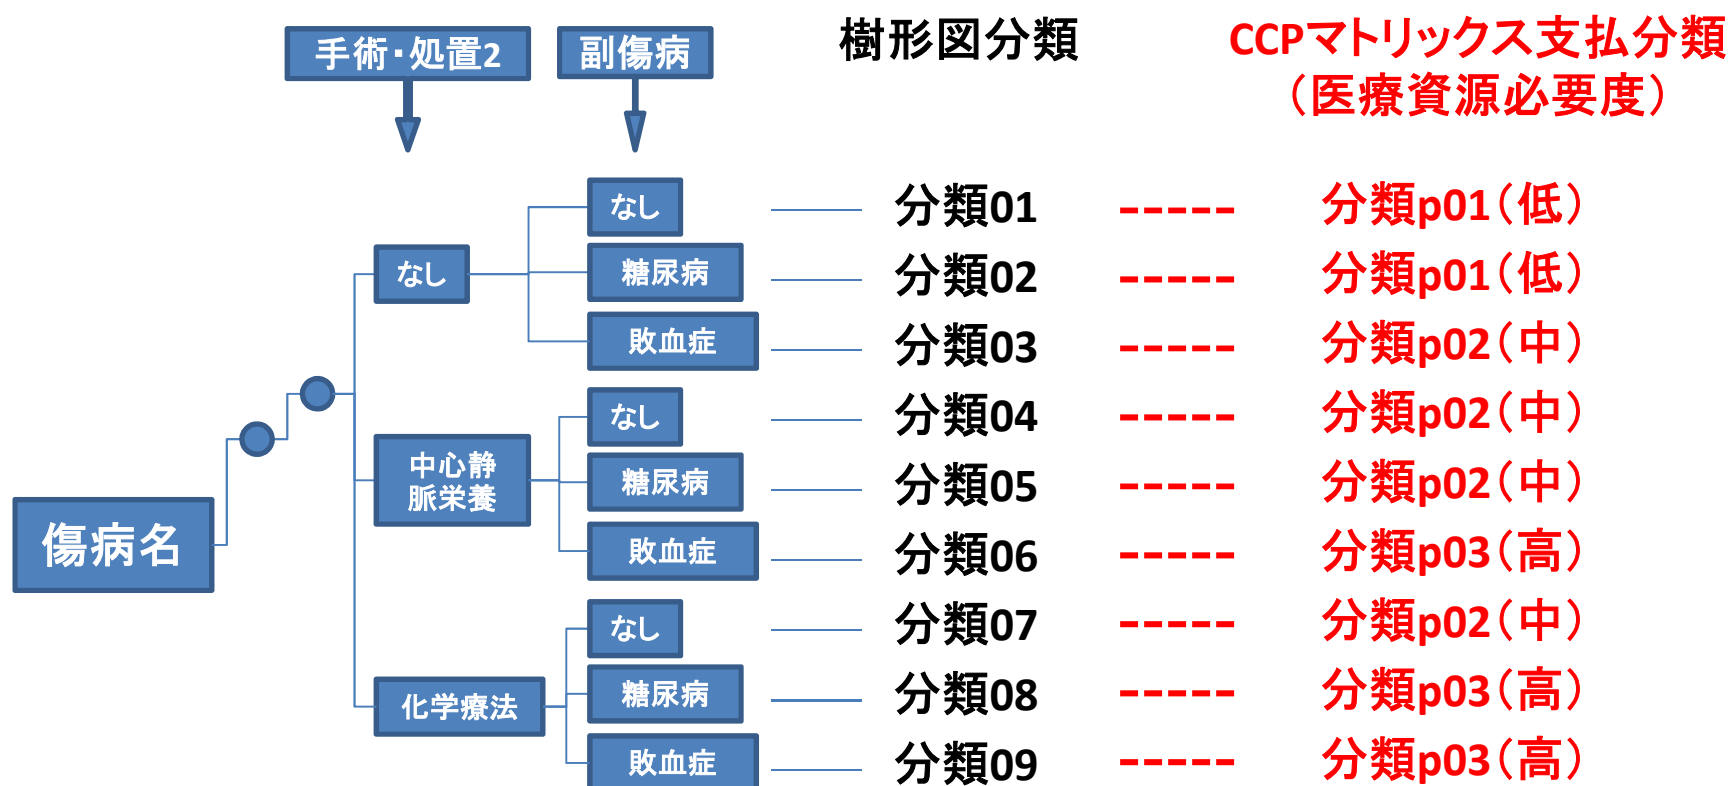 手術・処置2
副傷病
樹形図分類
CCPマトリックス支払分類
（医療資源必要度）
傷病名
なし
なし
分類01
分類p01（低）
糖尿病
分類02
分類p01（低）
敗血症
分類03
分類p02（中）
中心静
脈栄養
なし
分類04
分類p02（中）
糖尿病
分類05
分類p02（中）
敗血症
分類06
分類p03（高）
化学療法
なし
分類07
分類p02（中）
糖尿病
分類08
分類p03（高）
敗血症
分類09
分類p03（高）